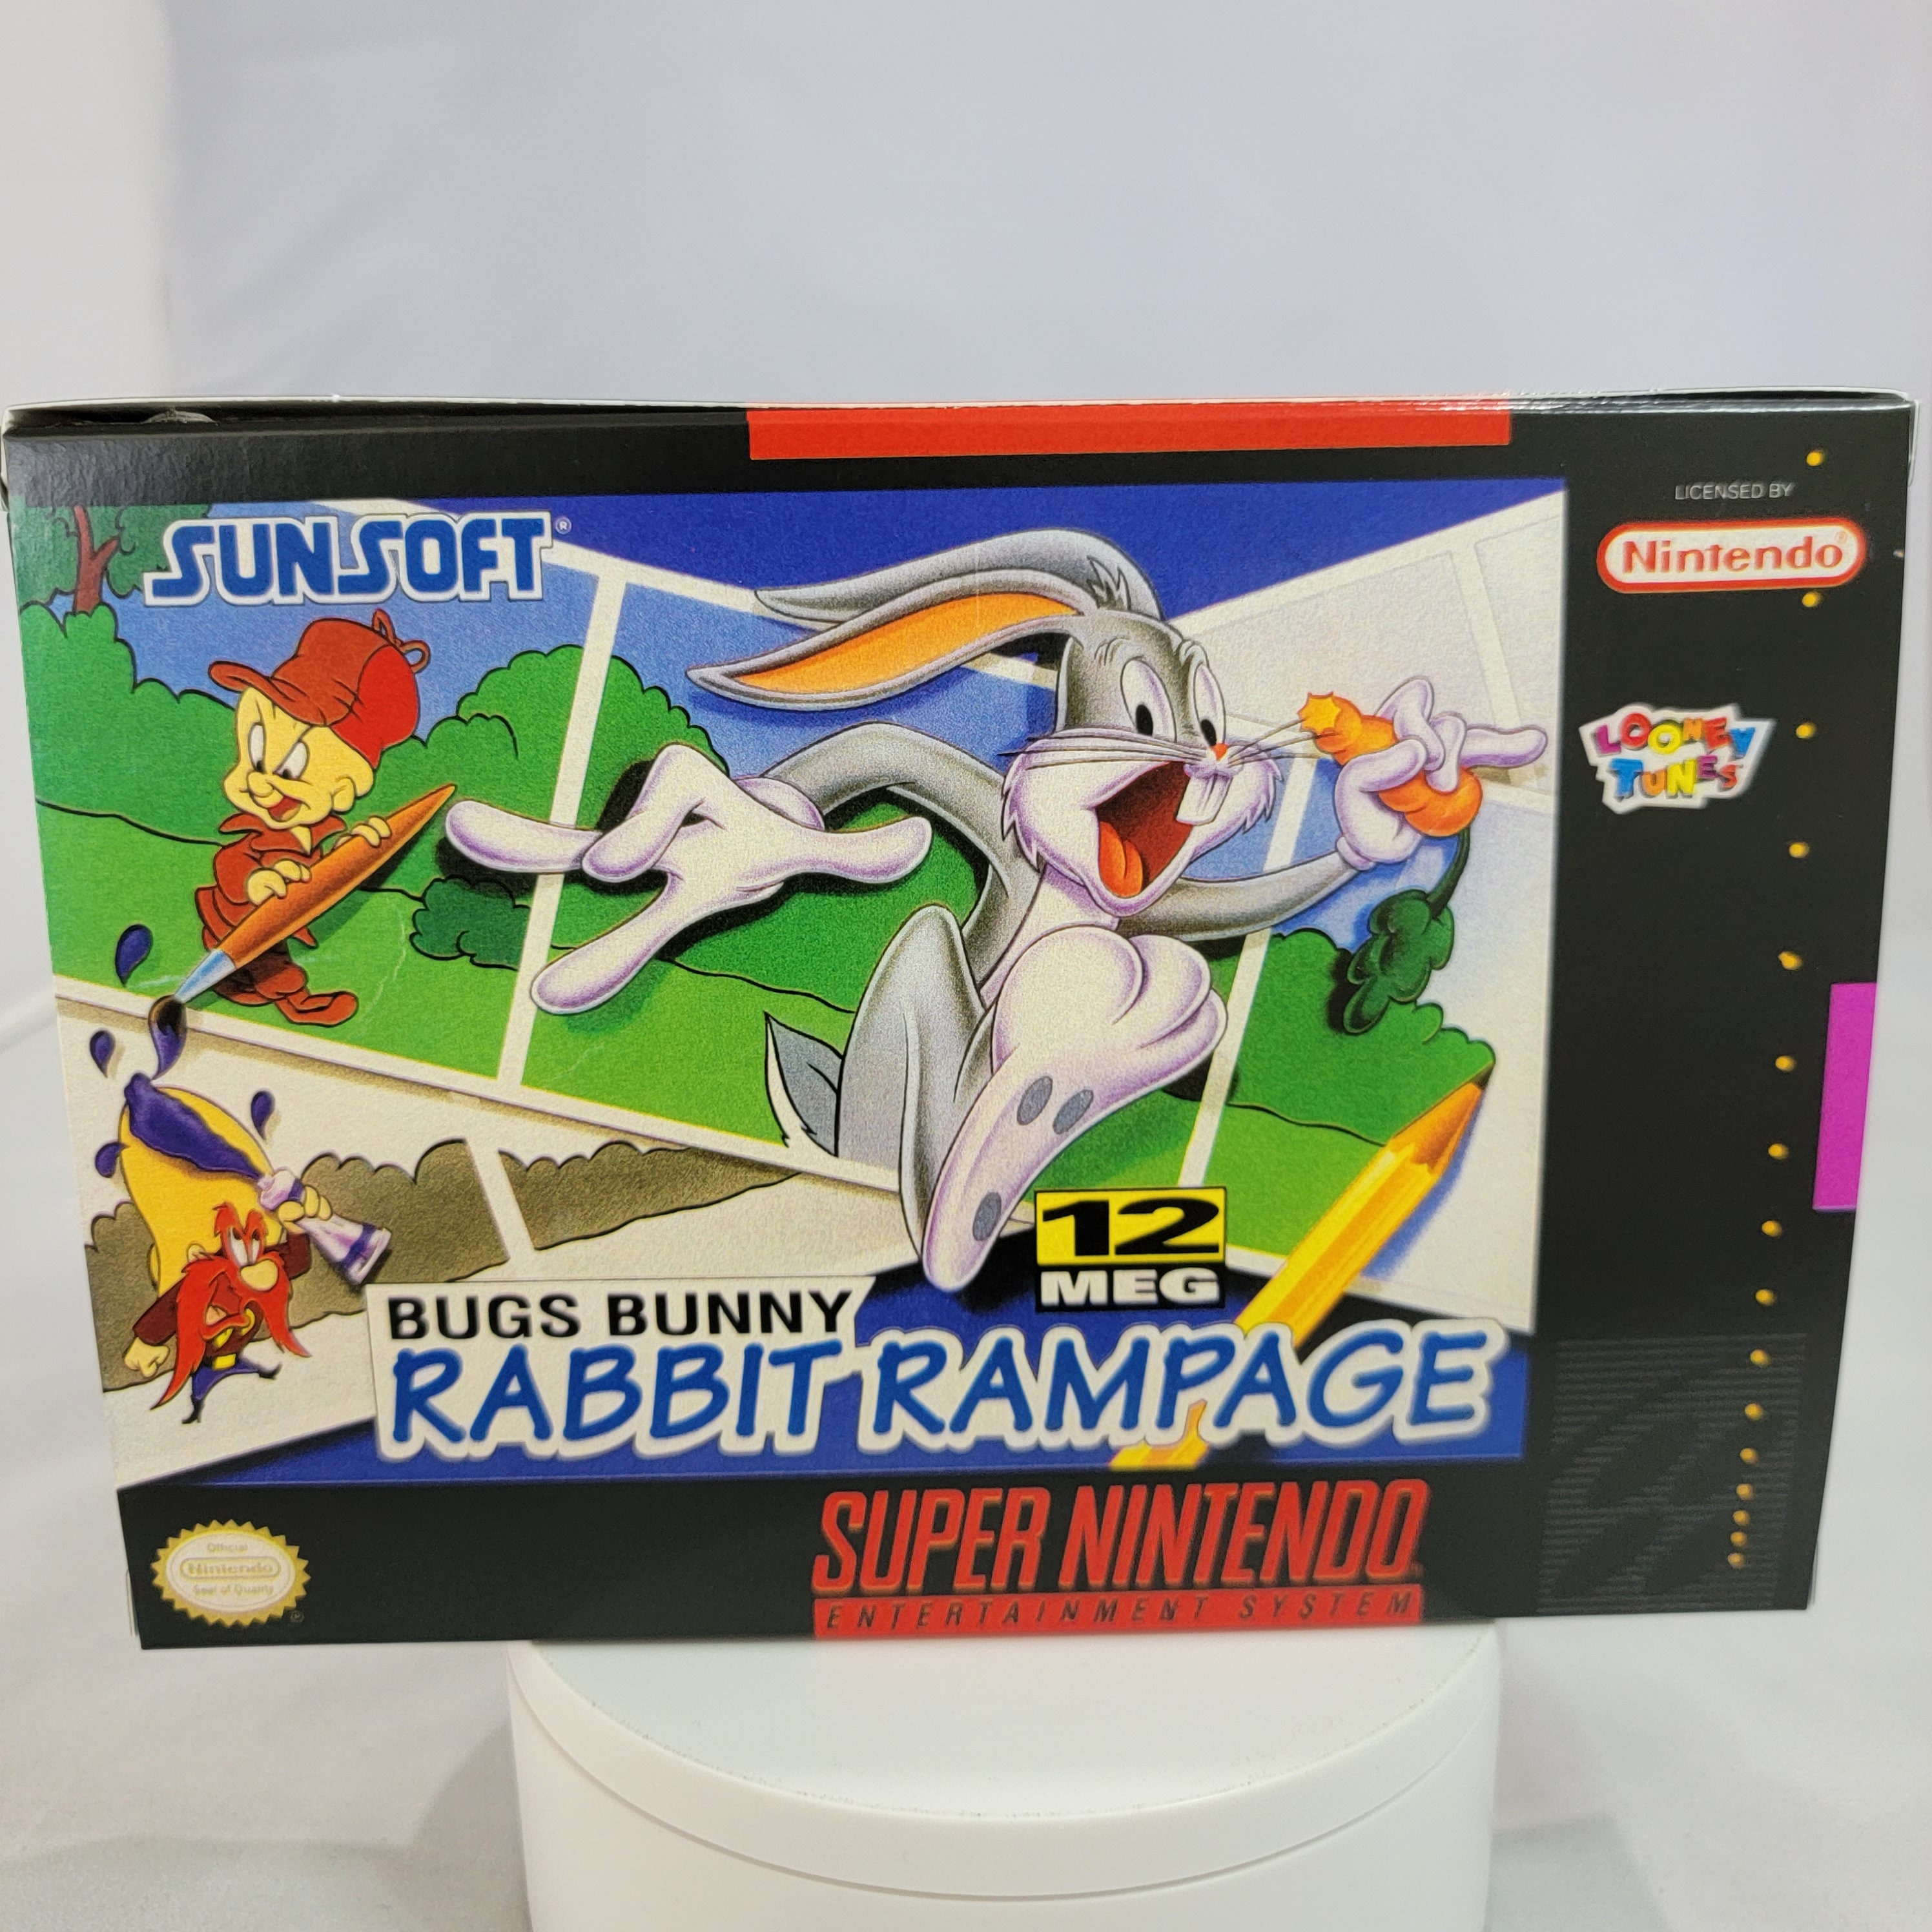 SUNSOFT®
LICENSED BY
Nintendo®
LOONEY
TUNES
12
MEG
BUGS BUNNY
RABBIT RAMPAGE
SUPER NINTENDO
ENTERTAINMENT SYSTEM
Official
Nintendo
Seal of Quality